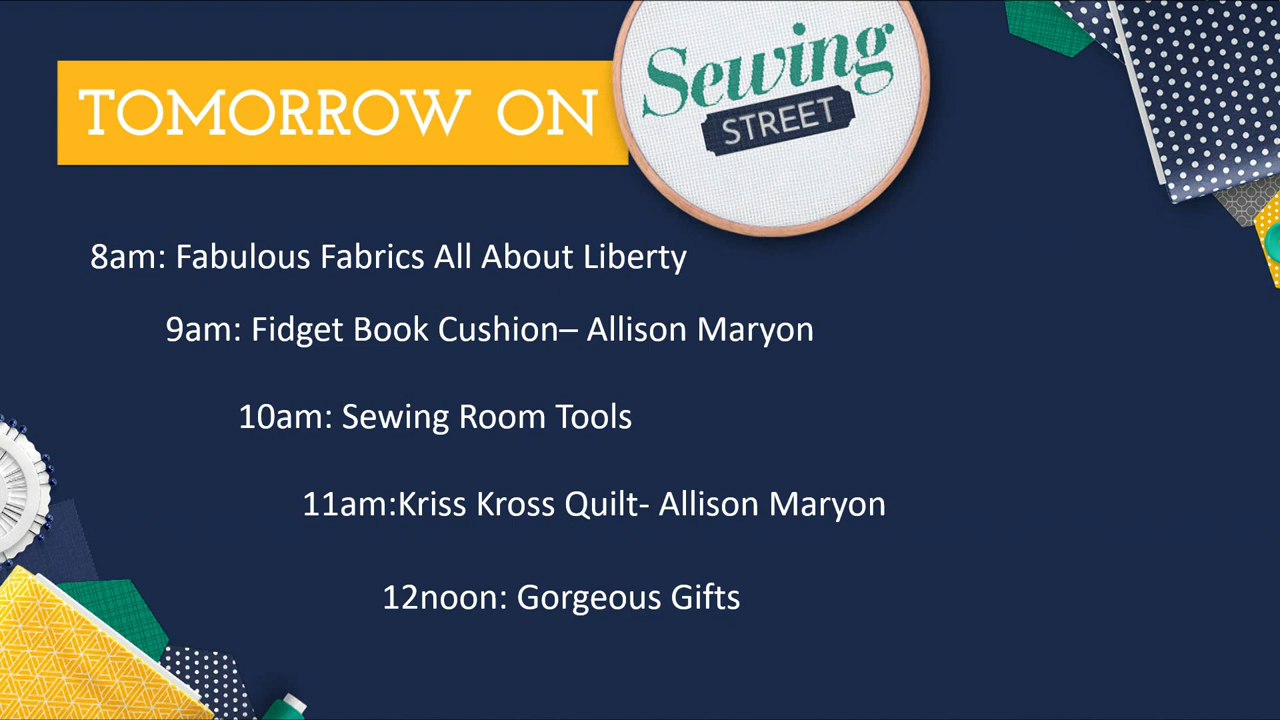 TOMORROW ON
Sewing
STREET
8am: Fabulous Fabrics All About Liberty
9am: Fidget Book Cushion– Allison Maryon
10am: Sewing Room Tools
11am:Kriss Kross Quilt- Allison Maryon
12noon: Gorgeous Gifts